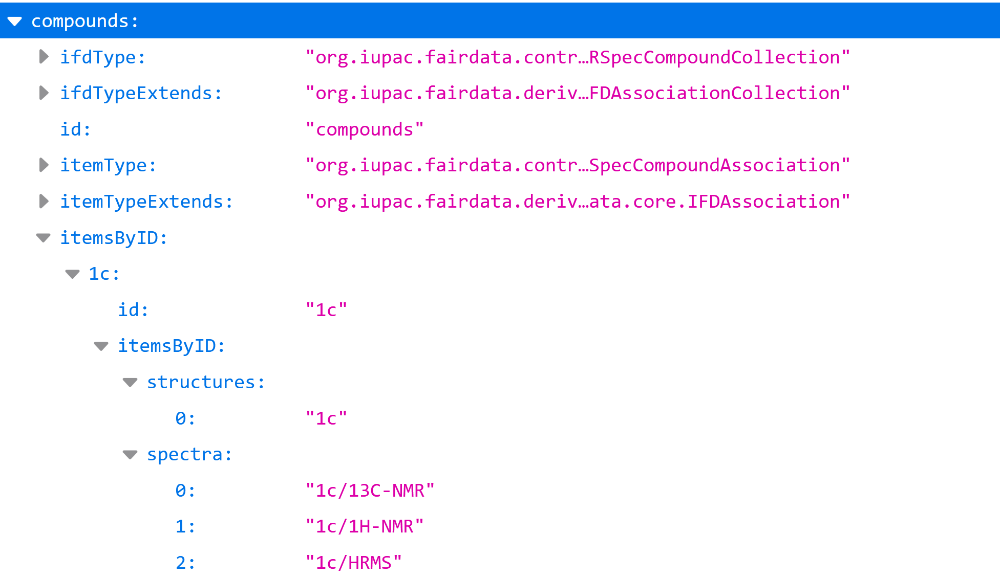 compounds:
ifdType: "org.iupac.fairdata.contr…RSpecCompoundCollection"
ifdTypeExtends: "org.iupac.fairdata.deriv…FDAssociationCollection"
id: "compounds"
itemType: "org.iupac.fairdata.contr…SpecCompoundAssociation"
itemTypeExtends: "org.iupac.fairdata.deriv…ata.core.IFDAssociation"
itemsByID:
1c:
id: "1c"
itemsByID:
structures:
0: "1c"
spectra:
0: "1c/13C-NMR"
1: "1c/1H-NMR"
2: "1c/HRMS"